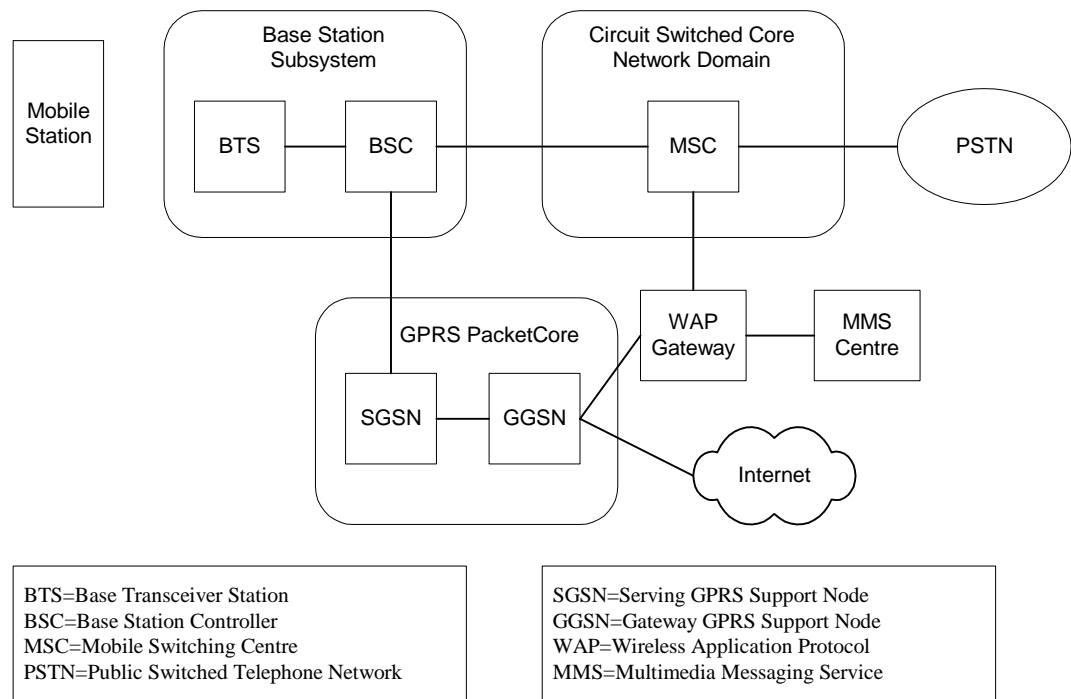 Base Station
Subsystem
Circuit Switched Core
Network Domain
Mobile
Station
BTS
BSC
MSC
PSTN
GPRS PacketCore
WAP
Gateway
MMS
Centre
SGSN
GGSN
Internet
BTS=Base Transceiver Station
BSC=Base Station Controller
MSC=Mobile Switching Centre
PSTN=Public Switched Telephone Network
SGSN=Serving GPRS Support Node
GGSN=Gateway GPRS Support Node
WAP=Wireless Application Protocol
MMS=Multimedia Messaging Service